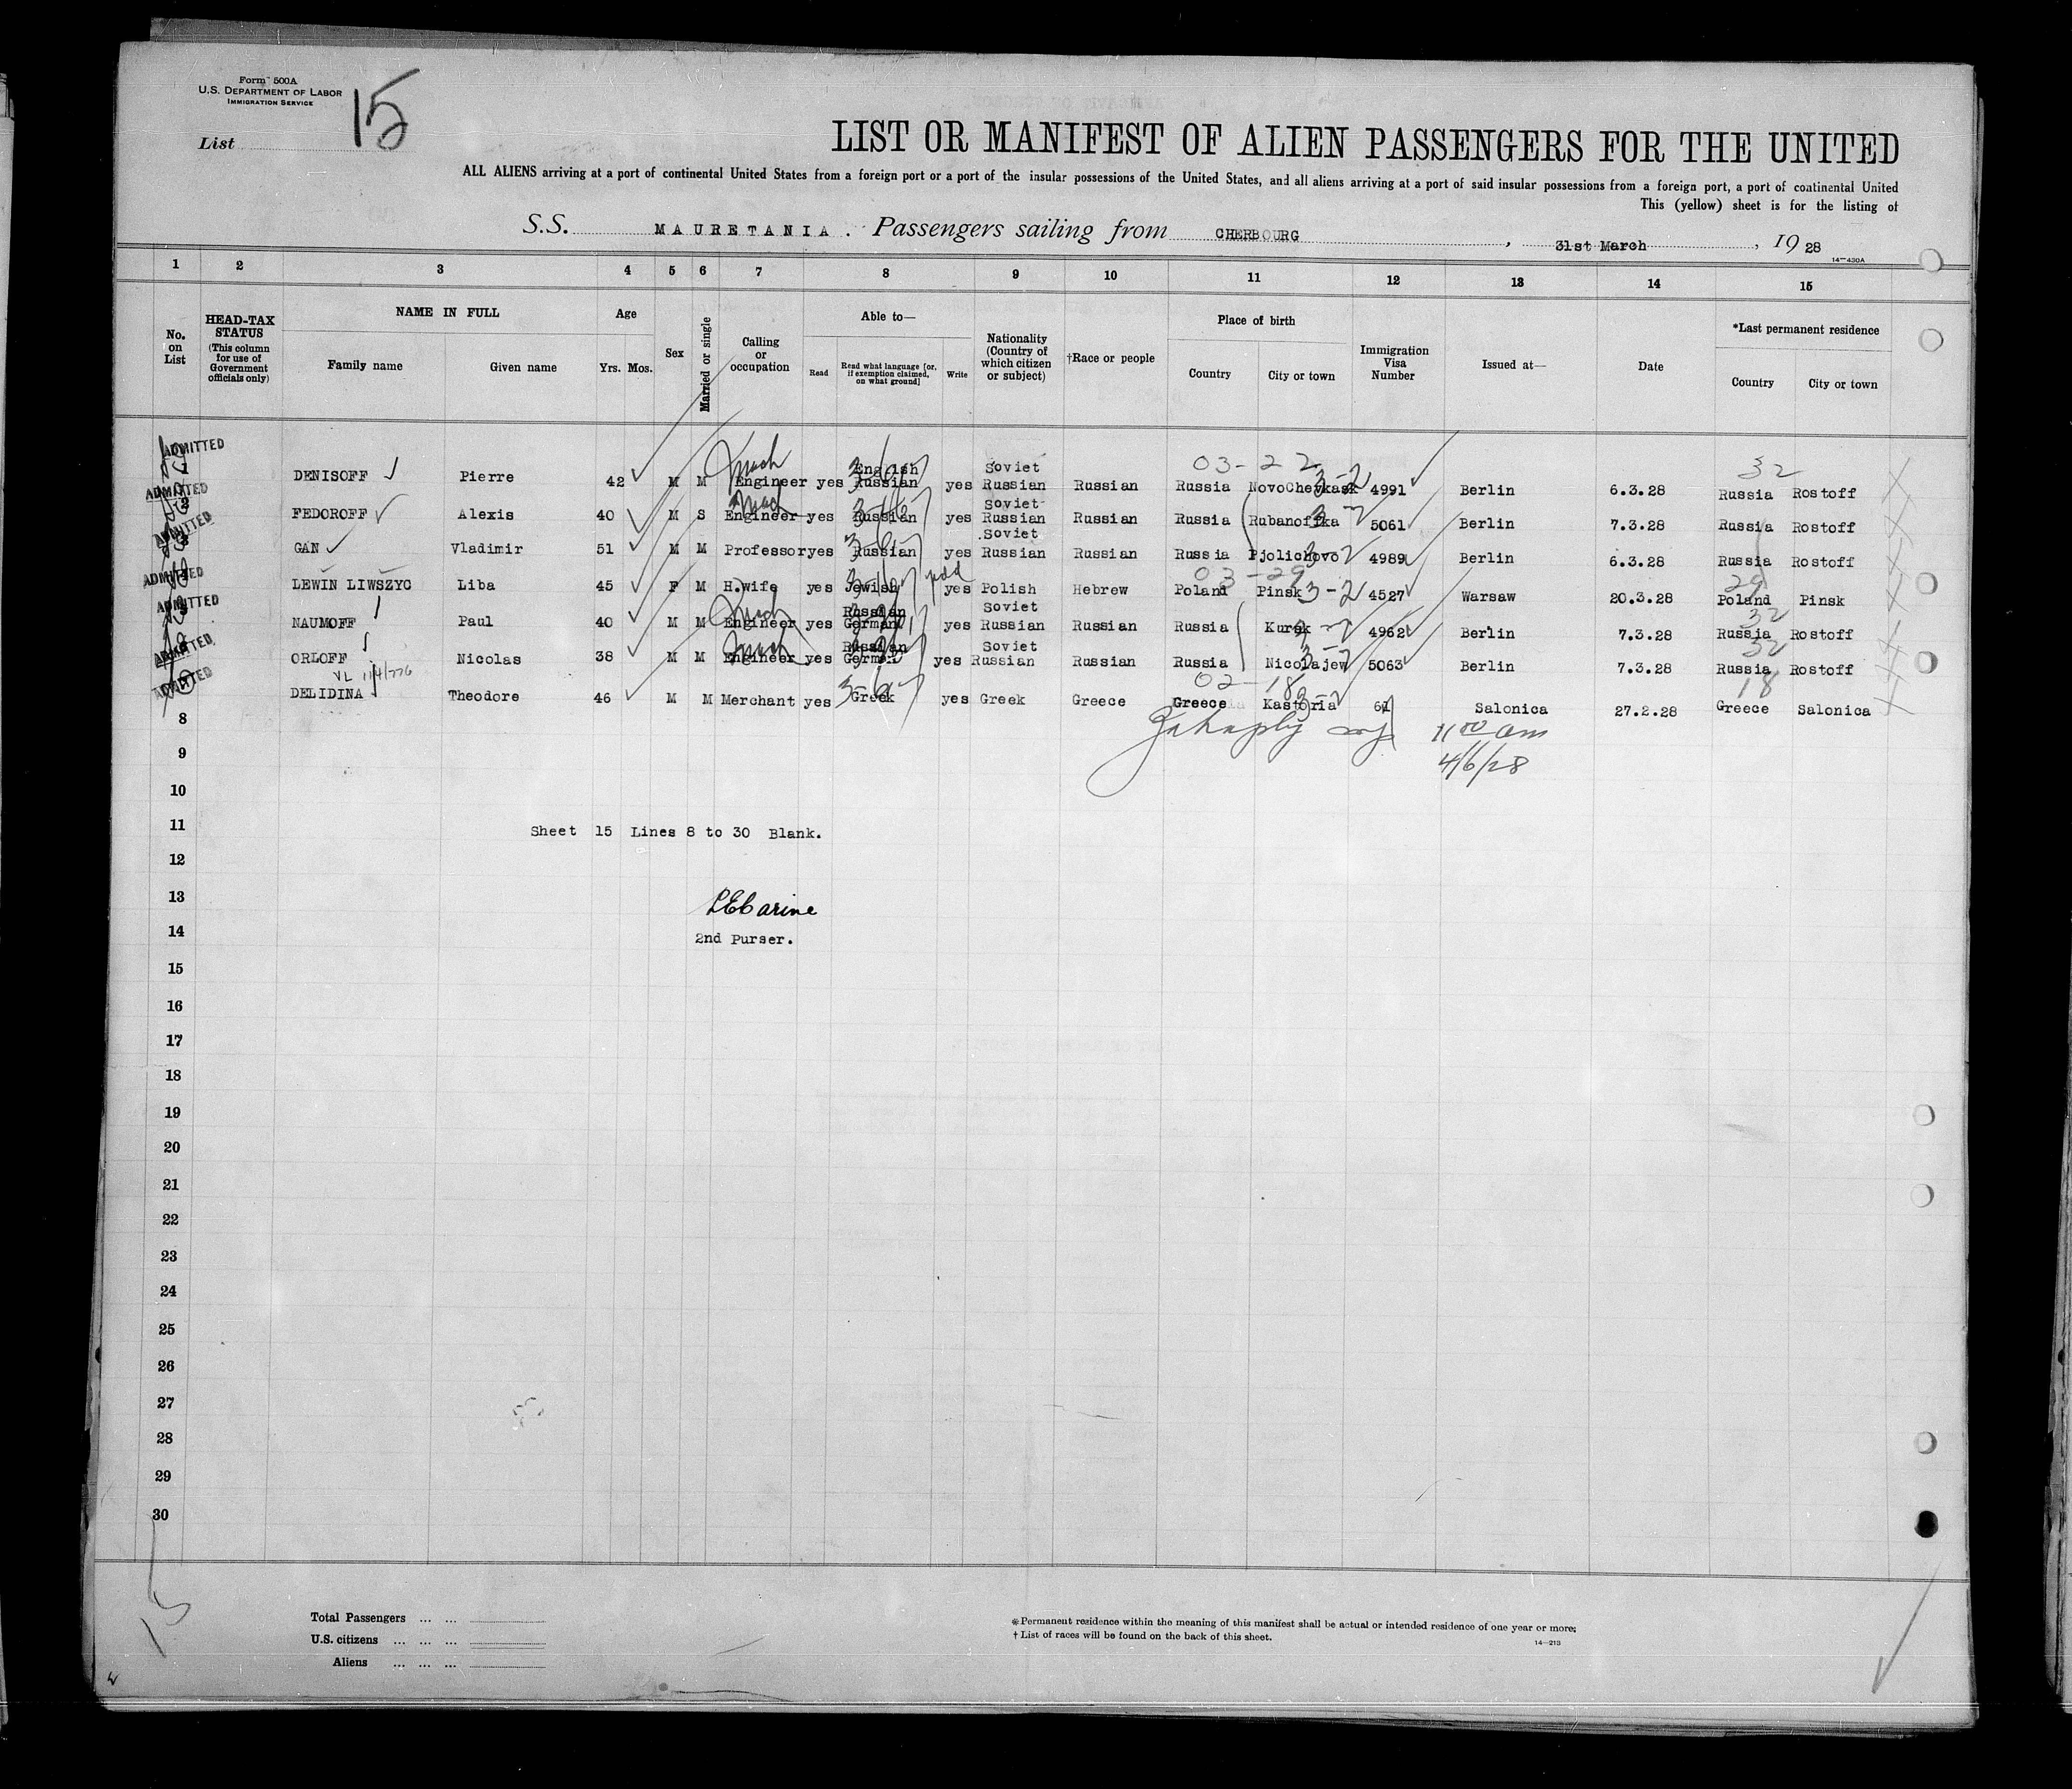 Form 500A
U.S. DEPARTMENT OF LABOR
IMMIGRATION SERVICE
List 15
LIST OR MANIFEST OF ALIEN PASSENGERS FOR THE UNITED
ALL ALIENS arriving at a port of continental United States from a foreign port or a port of the insular possessions of the United States, and all aliens arriving at a port of said insular possessions from a foreign port, a port of continental United
This (yellow) sheet is for the listing of
S.S. MAURETANIA. Passengers sailing from CHERBOURG, 31st March, 1928
14—430A
1 2 3 4 5 6 7 8 9 10 11 12 13 14 15
No. on List
HEAD-TAX STATUS (This column for use of Government officials only)
NAME IN FULL
Family name Given name
Age
Yrs. Mos.
Sex
Married or single
Calling or occupation
Able to—
Read
Read what language [or, if exemption claimed, on what ground]
Write
Nationality (Country of which citizen or subject)
†Race or people
Place of birth
Country City or town
Immigration Visa Number
Issued at—
Date
*Last permanent residence
Country City or town
ADMITTED
03-22 32
1 DENISOFF Pierre 42 M M Engineer yes English Russian yes Soviet Russian Russian Russia NovoChevkask 3-2 4991 Berlin 6.3.28 Russia Rostoff
ADMITTED
2 FEDOROFF Alexis 40 M S Engineer yes Russian yes Soviet Russian Russian Russia Rubanoffka 5061 Berlin 7.3.28 Russia Rostoff
ADMITTED
3 GAN Vladimir 51 M M Professor yes Russian yes Soviet Russian Russian Russia Pjolichovo 4989 Berlin 6.3.28 Russia Rostoff
ADMITTED
03-29 29
LEWIN LIWSZYC Liba 45 F M H.wife yes Jewish yes Polish Hebrew Poland Pinsk 3-2 4527 Warsaw 20.3.28 Poland Pinsk
ADMITTED
32
NAUMOFF Paul 40 M M Engineer yes Russian German yes Soviet Russian Russian Russia Kursk 4962 Berlin 7.3.28 Russia Rostoff
ADMITTED
32
ORLOFF Nicolas 38 M M Engineer yes Russian German yes Soviet Russian Russian Russia Nicolajew 5063 Berlin 7.3.28 Russia Rostoff
ADMITTED
VL 02-18 18
DELIDINA Theodore 46 M M Merchant yes Greek yes Greek Greece Greece Kastoria 61 Salonica 27.2.28 Greece Salonica
8
11 00 am
9
4/6/28
10
11
Sheet 15 Lines 8 to 30 Blank.
12
13
14
2nd Purser.
15
16
17
18
19
20
21
22
23
24
25
26
27
28
29
30
15
Total Passengers ... ...
U.S. citizens ... ... ...
Aliens ... ... ...
*Permanent residence within the meaning of this manifest shall be actual or intended residence of one year or more;
†List of races will be found on the back of this sheet.
14—213